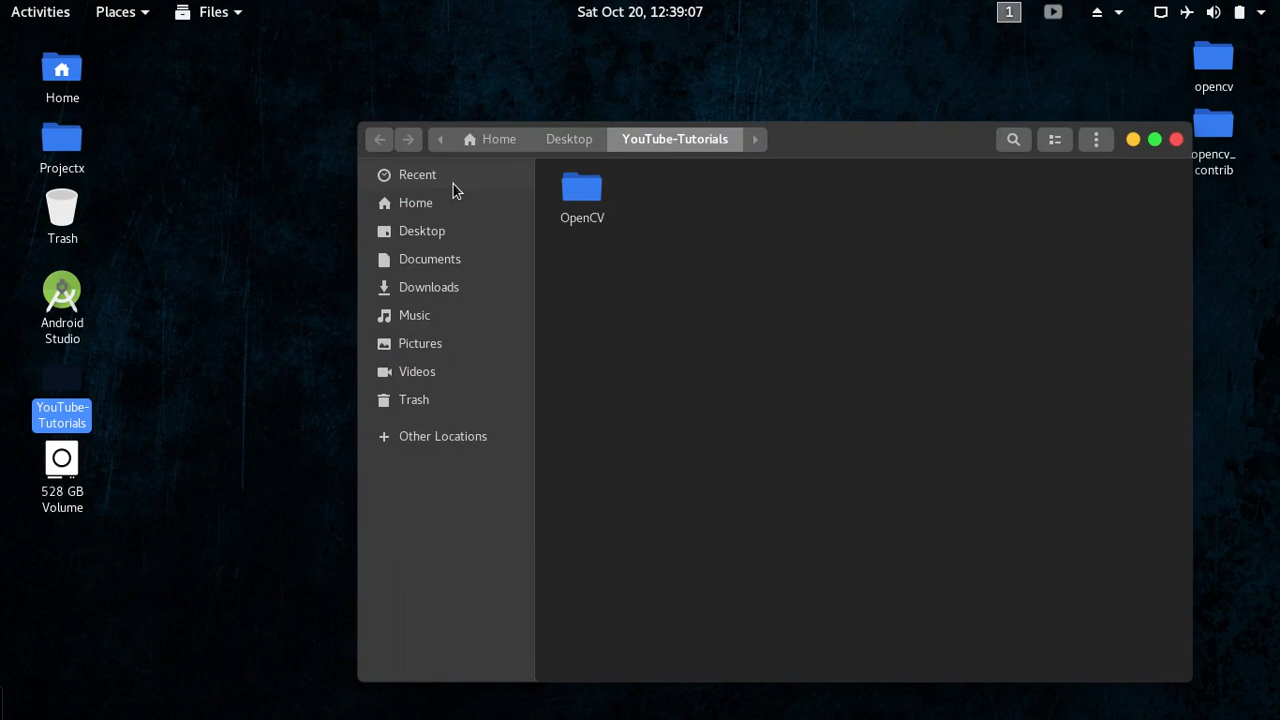 Activities
Places
Files
Sat Oct 20, 12:39:07
1
Home
Projectx
Trash
Android
Studio
YouTube-
Tutorials
528 GB
Volume
Home
Desktop
YouTube-Tutorials
Recent
Home
Desktop
Documents
Downloads
Music
Pictures
Videos
Trash
Other Locations
OpenCV
opencv
opencv_
contrib